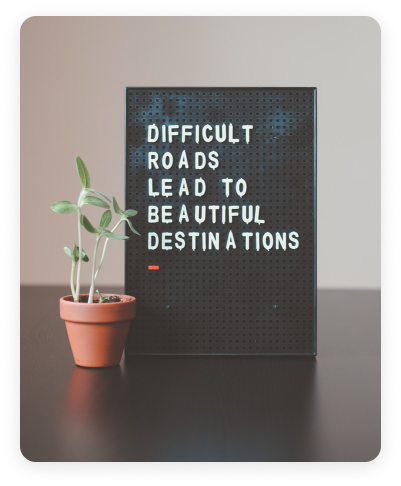 DIFFICULT
ROADS
LEAD TO
BEAUTIFUL
DESTINATIONS